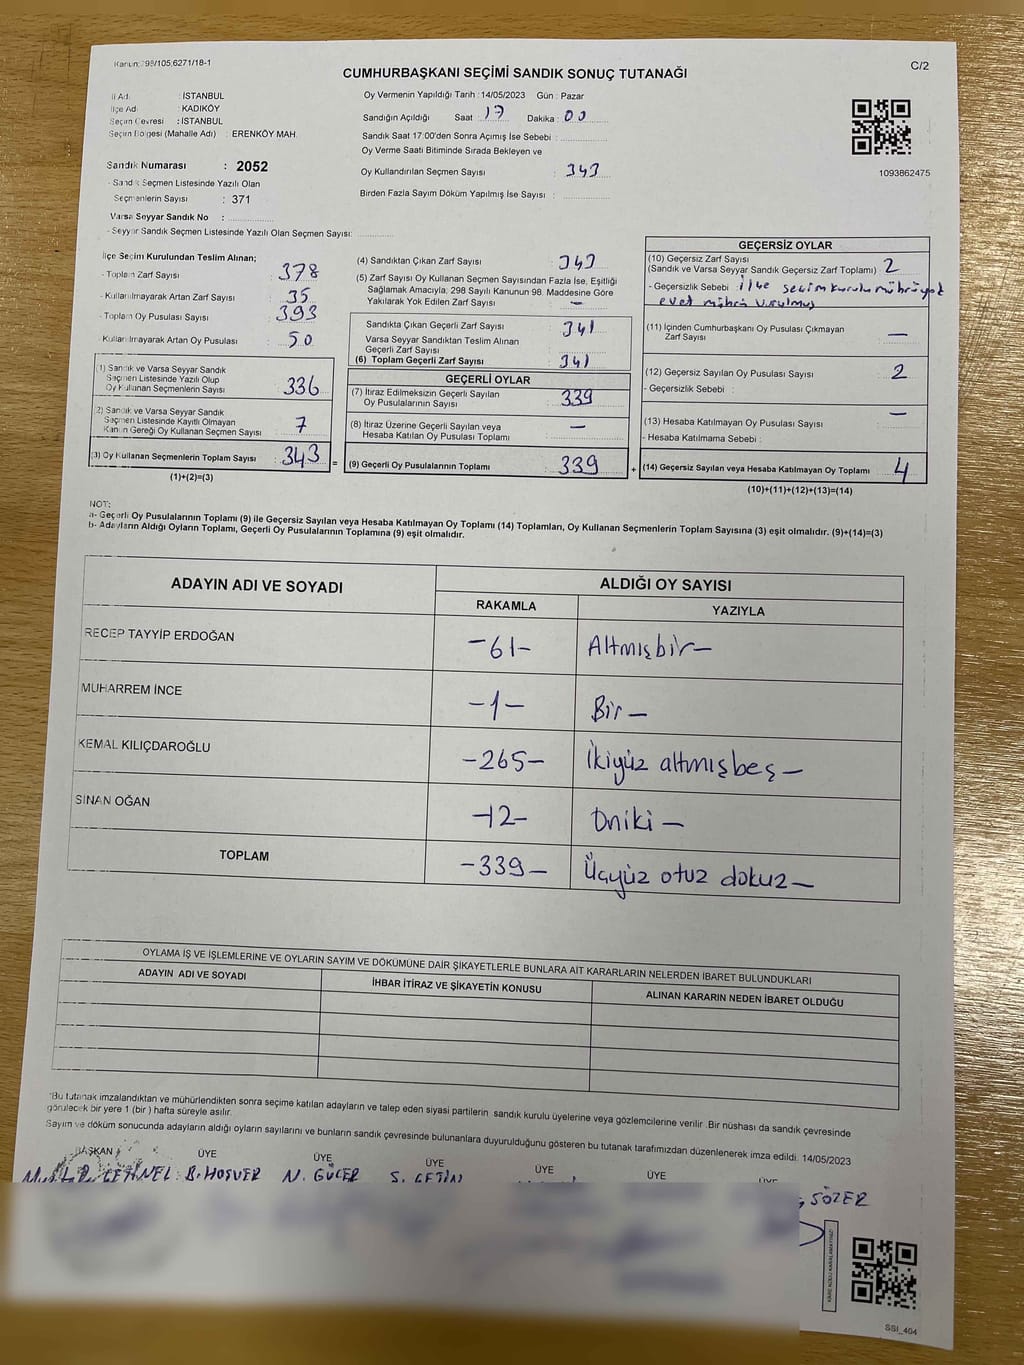 Kanun: 298/105,6271/18-1
C/2
CUMHURBAŞKANI SEÇİMİ SANDIK SONUÇ TUTANAĞI
İl Adı : İSTANBUL
İlçe Adı : KADIKÖY
Seçim Çevresi : İSTANBUL
Seçim Bölgesi (Mahalle Adı) : ERENKÖY MAH.
Sandık Numarası : 2052
- Sandık Seçmen Listesinde Yazılı Olan
Seçmenlerin Sayısı : 371
Varsa Seyyar Sandık No :
- Seyyar Sandık Seçmen Listesinde Yazılı Olan Seçmen Sayısı:
Oy Vermenin Yapıldığı Tarih : 14/05/2023 Gün : Pazar
Sandığın Açıldığı Saat : 17 Dakika : 00
Sandık Saat 17:00'den Sonra Açımış İse Sebebi :
Oy Verme Saati Bitiminde Sırada Bekleyen ve
Oy Kullandırılan Seçmen Sayısı : 343
Birden Fazla Sayım Döküm Yapılmış İse Sayısı :
1093862475
İlçe Seçim Kurulundan Teslim Alınan;
- Toplam Zarf Sayısı : 378
- Kullanılmayarak Artan Zarf Sayısı : 35
- Toplam Oy Pusulası Sayısı : 393
- Kullanılmayarak Artan Oy Pusulası : 50
(1) Sandık ve Varsa Seyyar Sandık
Seçmen Listesinde Yazılı Olup
Oy Kullanan Seçmenlerin Sayısı 336
(2) Sandık ve Varsa Seyyar Sandık
Seçmen Listesinde Kayıtlı Olmayan
Kanun Gereği Oy Kullanan Seçmen Sayısı 7
(3) Oy Kullanan Seçmenlerin Toplam Sayısı 343 =
(1)+(2)=(3)
(4) Sandıktan Çıkan Zarf Sayısı : 343
(5) Zarf Sayısı Oy Kullanan Seçmen Sayısından Fazla İse, Eşitliği
Sağlamak Amacıyla; 298 Sayılı Kanunun 98. Maddesine Göre
Yakılarak Yok Edilen Zarf Sayısı : —
Sandıkta Çıkan Geçerli Zarf Sayısı : 341
Varsa Seyyar Sandıktan Teslim Alınan
Geçerli Zarf Sayısı
(6) Toplam Geçerli Zarf Sayısı : 341
GEÇERLİ OYLAR
(7) İtiraz Edilmeksizin Geçerli Sayılan
Oy Pusulalarının Sayısı : 339
(8) İtiraz Üzerine Geçerli Sayılan veya
Hesaba Katılan Oy Pusulası Toplamı : —
(9) Geçerli Oy Pusulalarının Toplamı : 339 +
GEÇERSİZ OYLAR
(10) Geçersiz Zarf Sayısı
(Sandık ve Varsa Seyyar Sandık Geçersiz Zarf Toplamı) : 2
- Geçersizlik Sebebi : ilçe seçim kurulu mührü yok
evet mührü vurulmuş
(11) İçinden Cumhurbaşkanı Oy Pusulası Çıkmayan
Zarf Sayısı : —
(12) Geçersiz Sayılan Oy Pusulası Sayısı : 2
- Geçersizlik Sebebi :
(13) Hesaba Katılmayan Oy Pusulası Sayısı : —
- Hesaba Katılmama Sebebi :
(14) Geçersiz Sayılan veya Hesaba Katılmayan Oy Toplamı : 4
(10)+(11)+(12)+(13)=(14)
NOT:
a- Geçerli Oy Pusulalarının Toplamı (9) ile Geçersiz Sayılan veya Hesaba Katılmayan Oy Toplamı (14) Toplamları, Oy Kullanan Seçmenlerin Toplam Sayısına (3) eşit olmalıdır. (9)+(14)=(3)
b- Adayların Aldığı Oyların Toplamı, Geçerli Oy Pusulalarının Toplamına (9) eşit olmalıdır.
ADAYIN ADI VE SOYADI ALDIĞI OY SAYISI
RAKAMLA YAZIYLA
RECEP TAYYİP ERDOĞAN -61- Altmışbir—
MUHARREM İNCE -1- Bir—
KEMAL KILIÇDAROĞLU -265- İkiyüz altmışbeş—
SİNAN OĞAN -12- Oniki—
TOPLAM -339- Üçyüz otuz dokuz—
OYLAMA İŞ VE İŞLEMLERİNE VE OYLARIN SAYIM VE DÖKÜMÜNE DAİR ŞİKAYETLERLE BUNLARA AİT KARARLARIN NELERDEN İBARET BULUNDUKLARI
ADAYIN ADI VE SOYADI İHBAR İTİRAZ VE ŞİKAYETİN KONUSU ALINAN KARARIN NEDEN İBARET OLDUĞU
*Bu tutanak imzalandıktan ve mühürlendikten sonra seçime katılan adayların ve talep eden siyasi partilerin sandık kurulu üyelerine veya gözlemcilerine verilir. Bir nüshası da sandık çevresinde
görülecek bir yere 1 (bir) hafta süreyle asılır.
Sayım ve döküm sonucunda adayların aldığı oyların sayılarını ve bunların sandık çevresinde bulunanlara duyurulduğunu gösteren bu tutanak tarafımızdan düzenlenerek imza edildi. 14/05/2023
BAŞKAN ÜYE ÜYE ÜYE ÜYE ÜYE ÜYE
B. HOŞVER N. GÜCER S. ÇETİN SÖZER
SSI_404